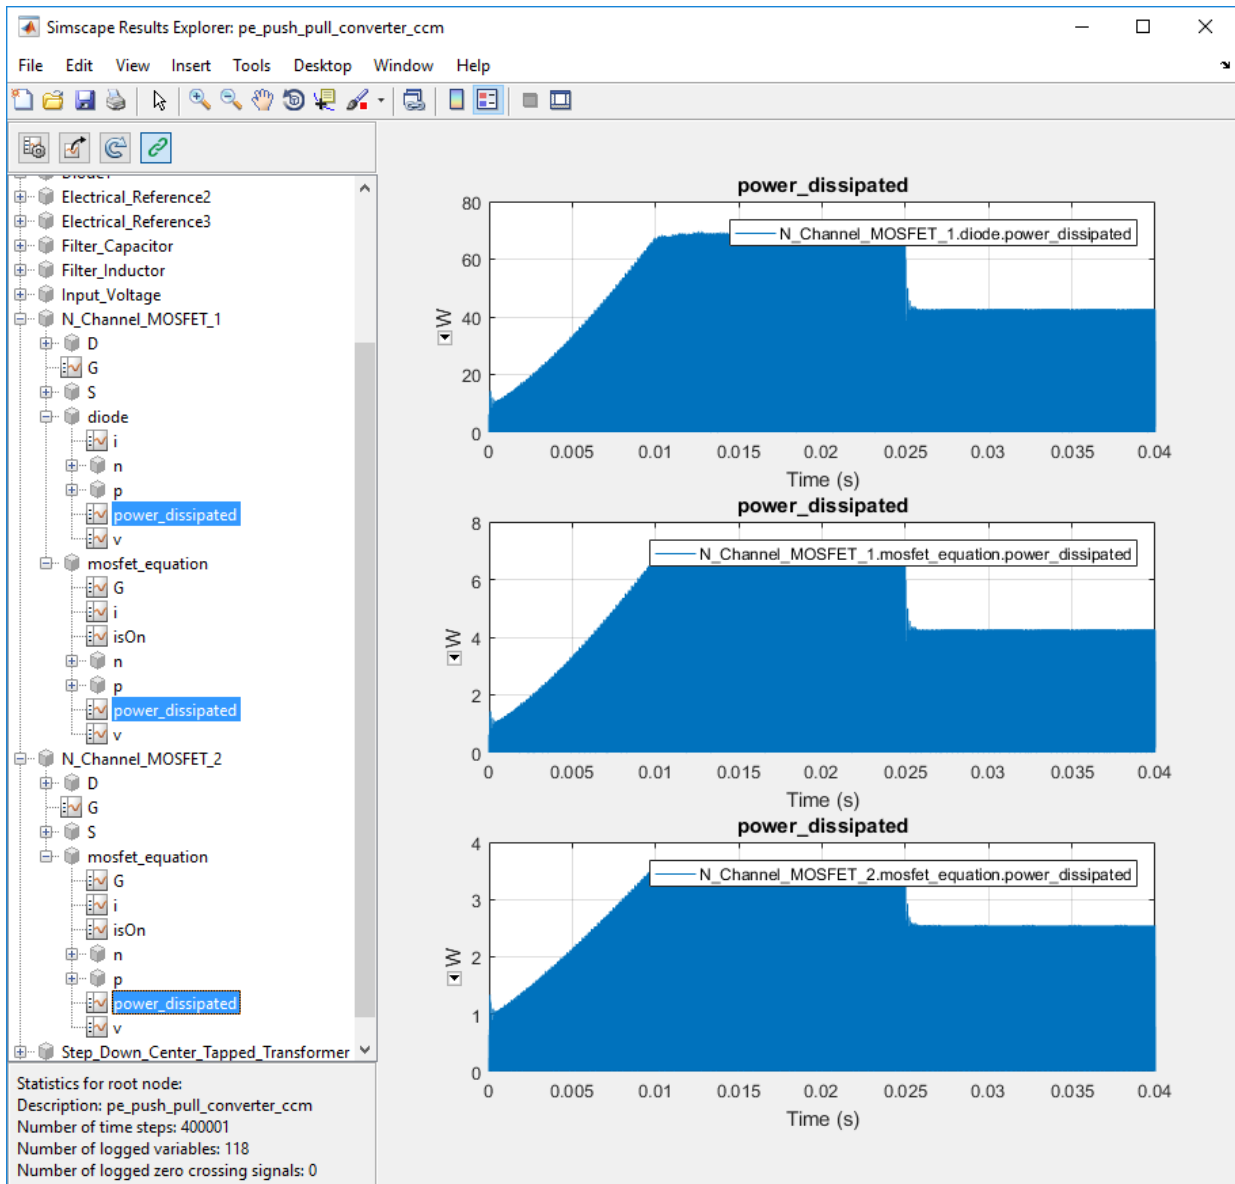 Simscape Results Explorer: pe_push_pull_converter_ccm
File Edit View Insert Tools Desktop Window Help
Diode1
Electrical_Reference2
Electrical_Reference3
Filter_Capacitor
Filter_Inductor
Input_Voltage
N_Channel_MOSFET_1
D
G
S
diode
i
n
p
power_dissipated
v
mosfet_equation
G
i
isOn
n
p
power_dissipated
v
N_Channel_MOSFET_2
D
G
S
mosfet_equation
G
i
isOn
n
p
power_dissipated
v
Step_Down_Center_Tapped_Transformer
Statistics for root node:
Description: pe_push_pull_converter_ccm
Number of time steps: 400001
Number of logged variables: 118
Number of logged zero crossing signals: 0
power_dissipated
N_Channel_MOSFET_1.diode.power_dissipated
W
80
60
40
20
0
0 0.005 0.01 0.015 0.02 0.025 0.03 0.035 0.04
Time (s)
power_dissipated
N_Channel_MOSFET_1.mosfet_equation.power_dissipated
W
8
6
4
2
0
0 0.005 0.01 0.015 0.02 0.025 0.03 0.035 0.04
Time (s)
power_dissipated
N_Channel_MOSFET_2.mosfet_equation.power_dissipated
W
4
3
2
1
0
0 0.005 0.01 0.015 0.02 0.025 0.03 0.035 0.04
Time (s)